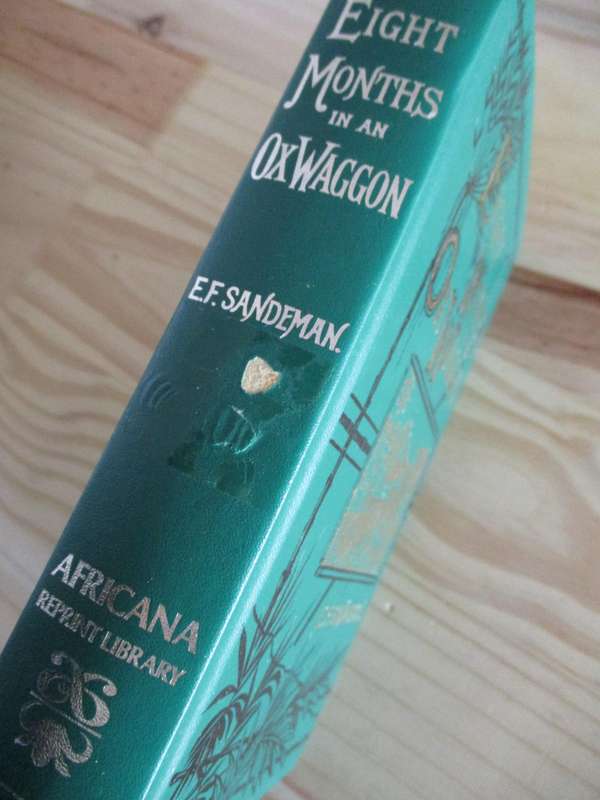 EIGHT
MONTHS
IN AN
OX WAGGON
E.F. SANDEMAN.
AFRICANA
REPRINT LIBRARY